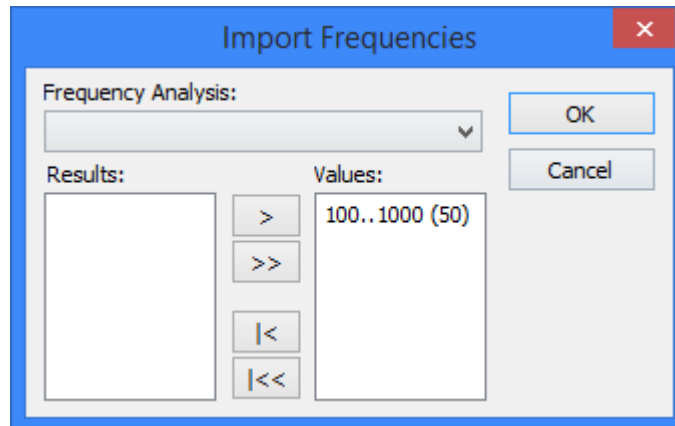 Import Frequencies
×
Frequency Analysis:
OK
Cancel
Results:
Values:
>
>>
|<
|<<
100..1000 (50)